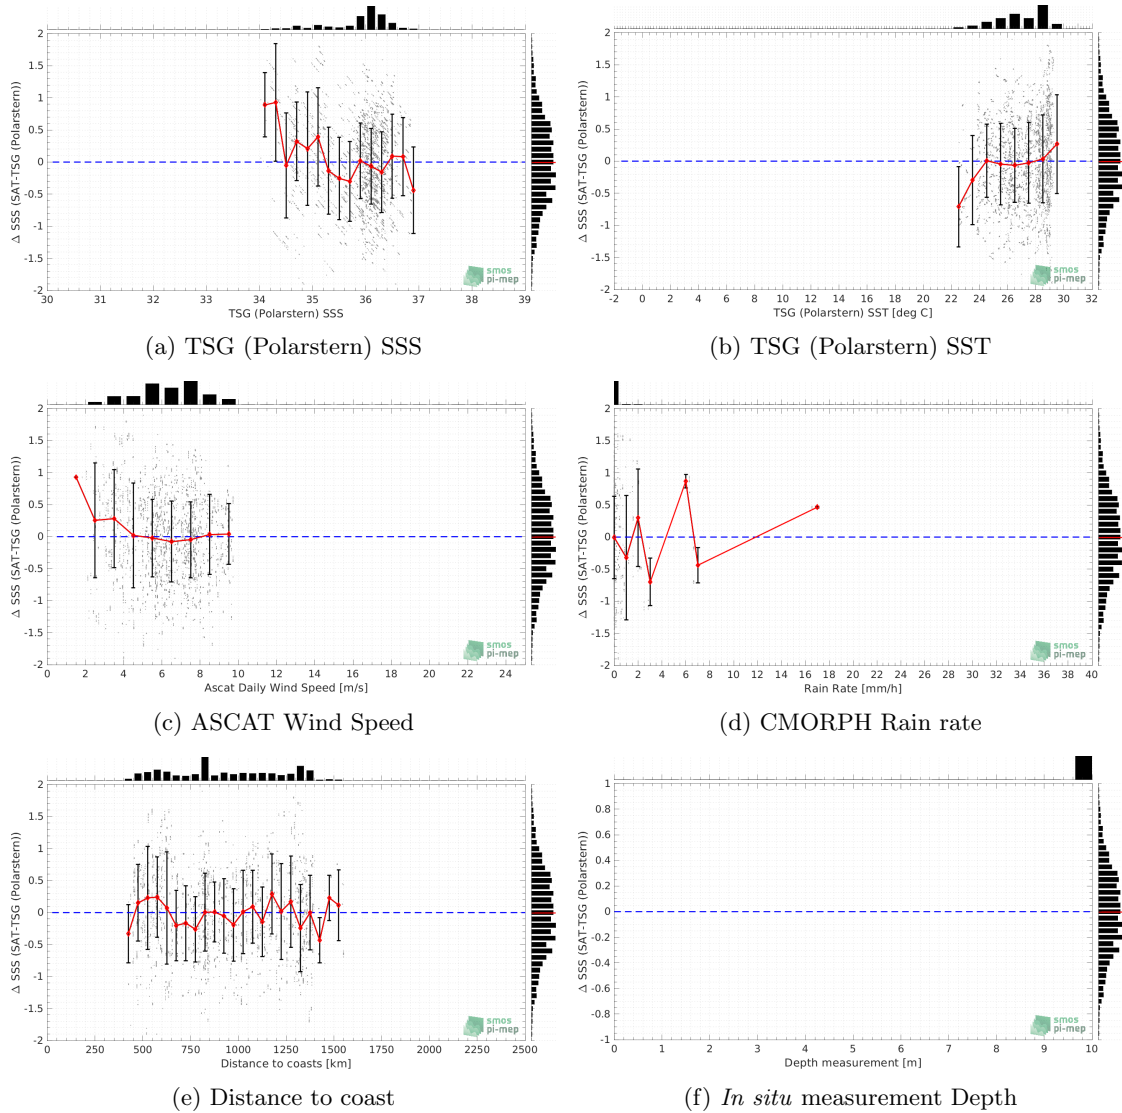 2
1.5
1
0.5
0
-0.5
-1
-1.5
-2
Δ SSS (SAT-TSG (Polarstern))
30 31 32 33 34 35 36 37 38 39
TSG (Polarstern) SSS
smos
pi-mep
(a) TSG (Polarstern) SSS
2
1.5
1
0.5
0
-0.5
-1
-1.5
-2
Δ SSS (SAT-TSG (Polarstern))
-2 0 2 4 6 8 10 12 14 16 18 20 22 24 26 28 30 32
TSG (Polarstern) SST [deg C]
smos
pi-mep
(b) TSG (Polarstern) SST
2
1.5
1
0.5
0
-0.5
-1
-1.5
-2
Δ SSS (SAT-TSG (Polarstern))
0 2 4 6 8 10 12 14 16 18 20 22 24
Ascat Daily Wind Speed [m/s]
smos
pi-mep
(c) ASCAT Wind Speed
2
1.5
1
0.5
0
-0.5
-1
-1.5
-2
Δ SSS (SAT-TSG (Polarstern))
0 2 4 6 8 10 12 14 16 18 20 22 24 26 28 30 32 34 36 38 40
Rain Rate [mm/h]
smos
pi-mep
(d) CMORPH Rain rate
2
1.5
1
0.5
0
-0.5
-1
-1.5
-2
Δ SSS (SAT-TSG (Polarstern))
0 250 500 750 1000 1250 1500 1750 2000 2250 2500
Distance to coasts [km]
smos
pi-mep
(e) Distance to coast
1
0.8
0.6
0.4
0.2
0
-0.2
-0.4
-0.6
-0.8
-1
Δ SSS (SAT-TSG (Polarstern))
0 1 2 3 4 5 6 7 8 9 10
Depth measurement [m]
smos
pi-mep
(f) In situ measurement Depth